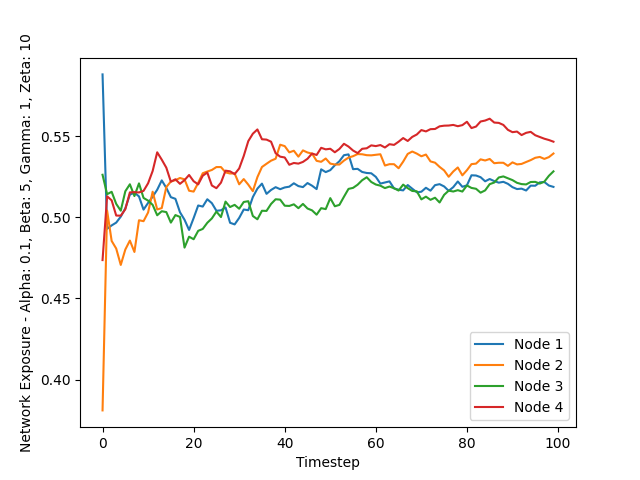 Network Exposure - Alpha: 0.1, Beta: 5, Gamma: 1, Zeta: 10
0.55
0.50
0.45
0.40
Node 1
Node 2
Node 3
Node 4
0
20
40
60
80
100
Timestep